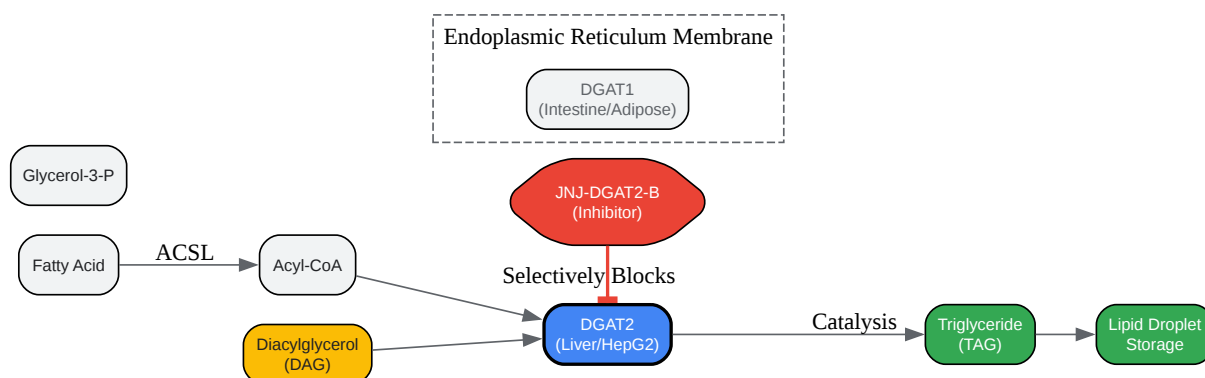 Endoplasmic Reticulum Membrane
DGAT1
(Intestine/Adipose)
Glycerol-3-P
JNJ-DGAT2-B
(Inhibitor)
Fatty Acid
ACSL
Acyl-CoA
Selectively Blocks
Diacylglycerol
(DAG)
DGAT2
(Liver/HepG2)
Catalysis
Triglyceride
(TAG)
Lipid Droplet
Storage